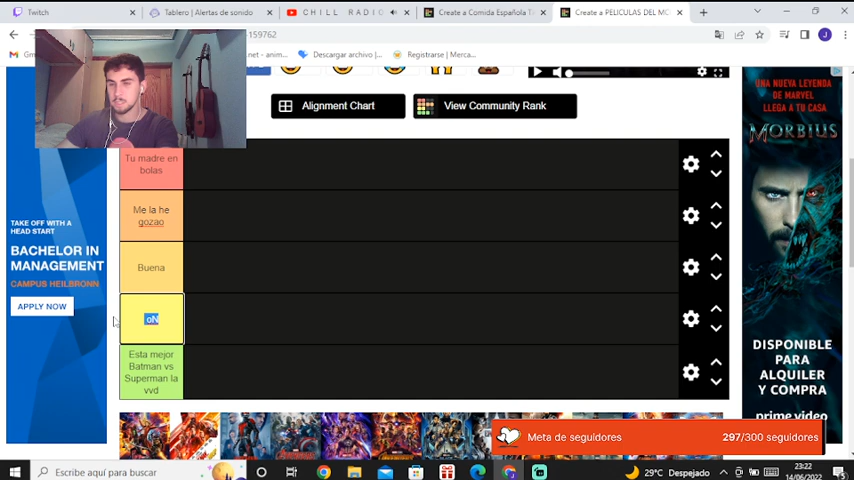 Twitch
Tablero | Alertas de sonido
C H I L L R A D I O
Create a Comida Española Ti
Create a PELICULAS DEL MC
-159762
Gm
.net - anim...
Descargar archivo |...
Registrarse | Merca...
Alignment Chart
View Community Rank
Tu madre en
bolas
Me la he
gozao
Buena
oN
Esta mejor
Batman vs
Superman la
vvd
TAKE OFF WITH A
HEAD START
BACHELOR IN
MANAGEMENT
CAMPUS HEILBRONN
APPLY NOW
UNA NUEVA LEYENDA
DE MARVEL
LLEGA A TU CASA
MORBIUS
DISPONIBLE
PARA
ALQUILER
Y COMPRA
prime video
Meta de seguidores
297/300 seguidores
Escribe aquí para buscar
29°C Despejado
23:22
14/06/2022